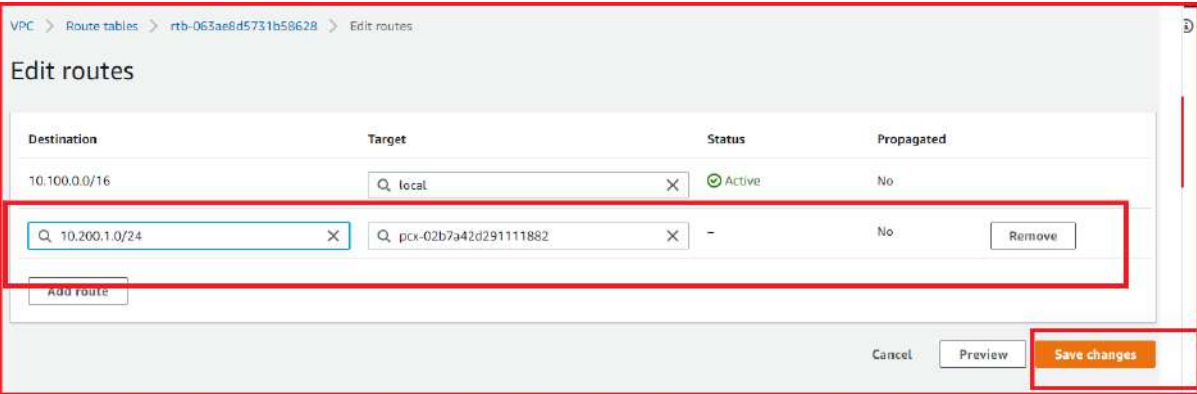 VPC > Route tables > rtb-063ae8d5731b58628 > Edit routes
Edit routes
Destination Target Status Propagated
10.100.0.0/16 local Active No
10.200.1.0/24 pcx-02b7a42d291111882 – No Remove
Add route
Cancel Preview Save changes